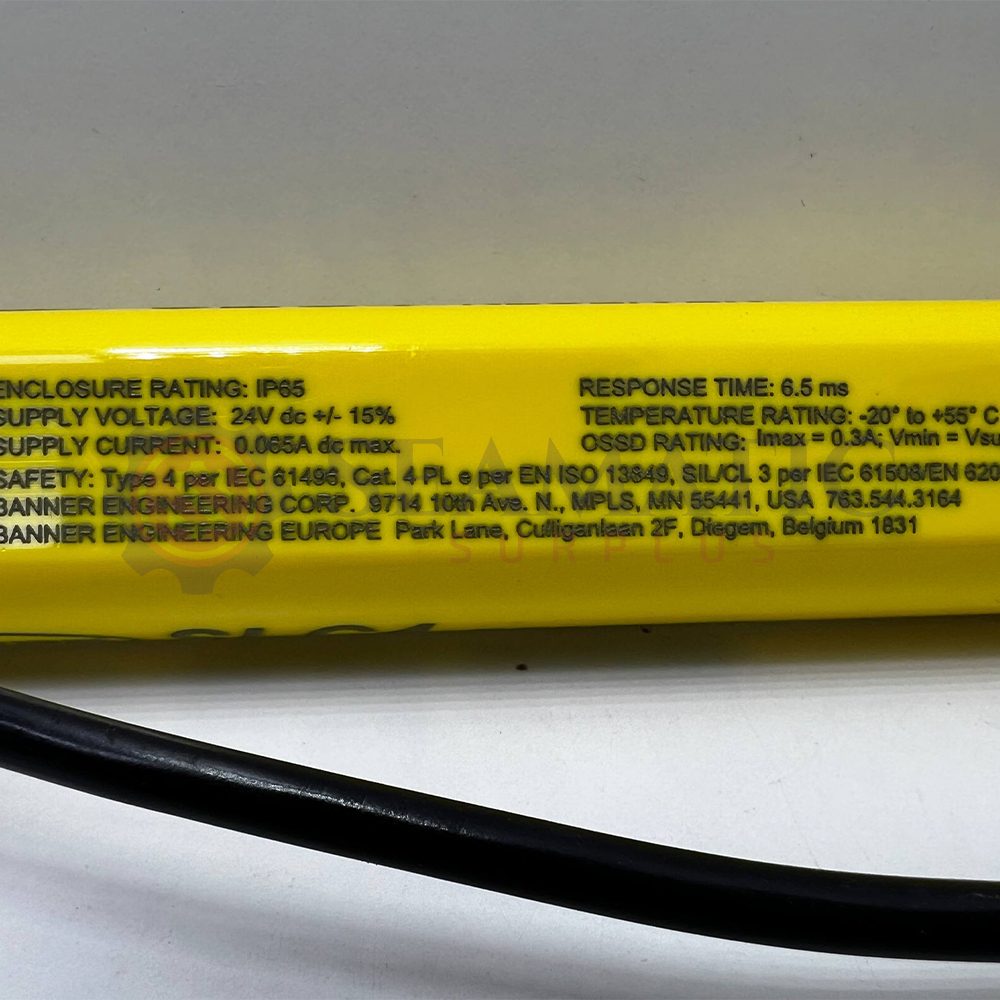 ENCLOSURE RATING: IP65
RESPONSE TIME: 6.5 ms
SUPPLY VOLTAGE: 24V dc +/- 15%
TEMPERATURE RATING: -20° to +55° C
SUPPLY CURRENT: 0.065A dc max.
OSSD RATING: Imax = 0.3A; Vmin = Vsu
SAFETY: Type 4 per IEC 61496, Cat. 4 PL e per EN ISO 13849, SIL/CL 3 per IEC 61508/EN 620
BANNER ENGINEERING CORP. 9714 10th Ave. N., MPLS, MN 55441, USA 763.544.3164
BANNER ENGINEERING EUROPE Park Lane, Culliganlaan 2F, Diegem, Belgium 1831
SURPLUS